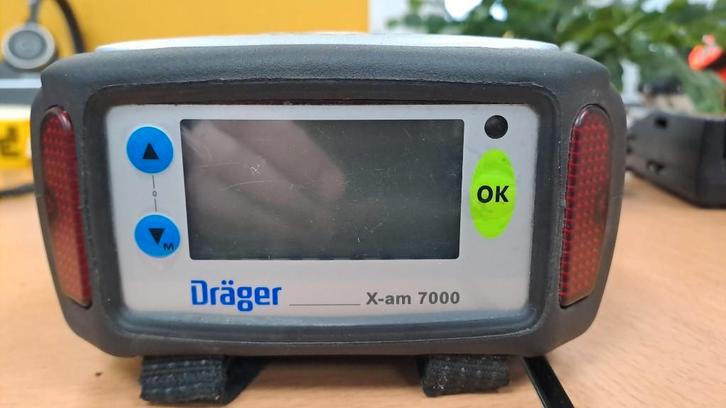 ▲
▼M
OK
Dräger X-am 7000